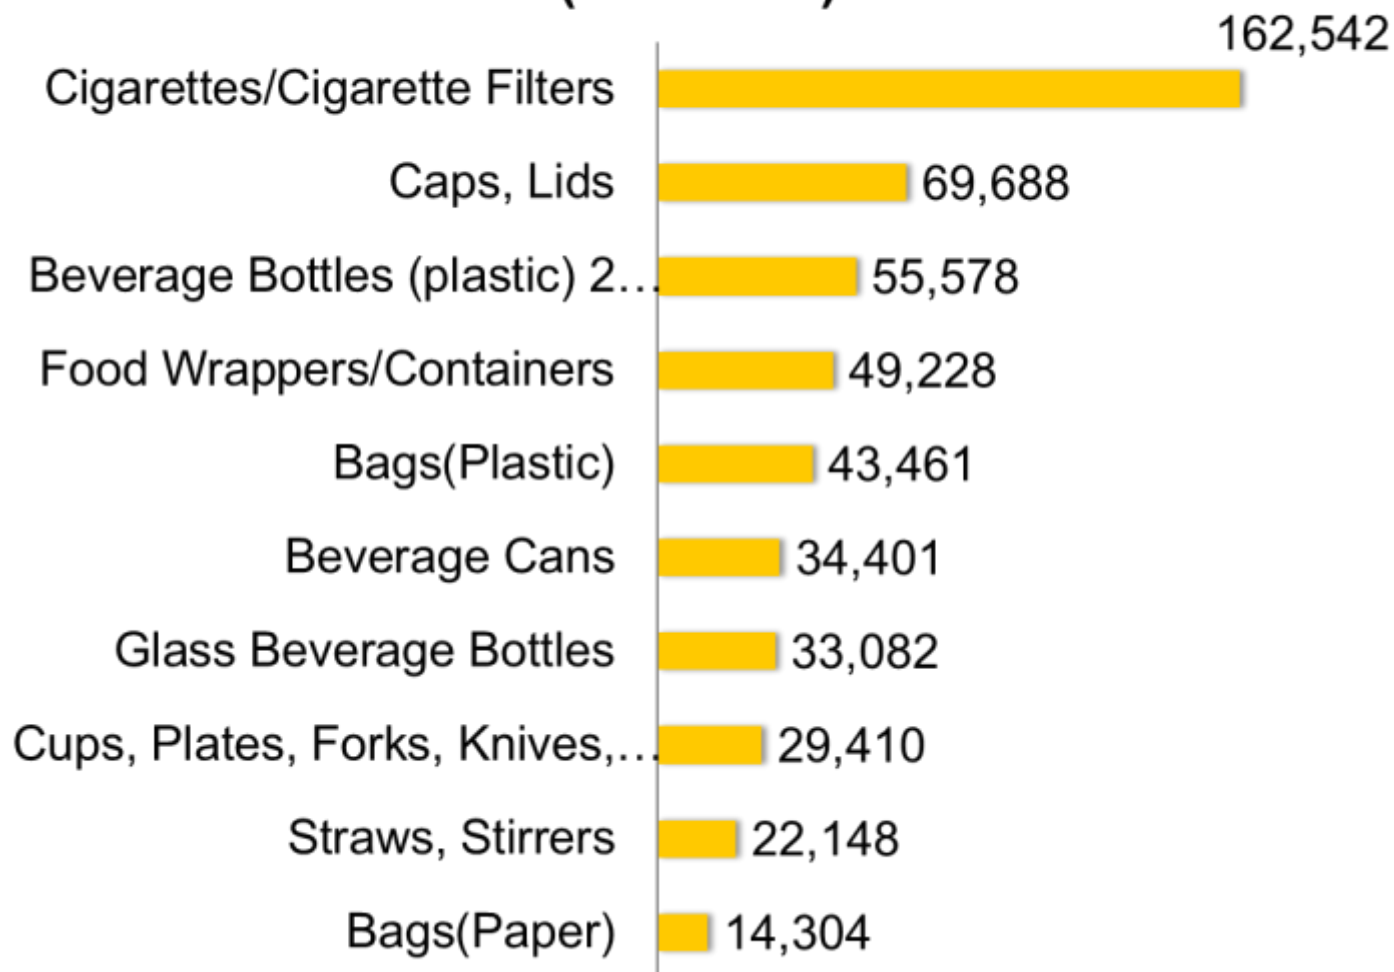 162,542
Cigarettes/Cigarette Filters
Caps, Lids 69,688
Beverage Bottles (plastic) 2... 55,578
Food Wrappers/Containers 49,228
Bags(Plastic) 43,461
Beverage Cans 34,401
Glass Beverage Bottles 33,082
Cups, Plates, Forks, Knives,... 29,410
Straws, Stirrers 22,148
Bags(Paper) 14,304